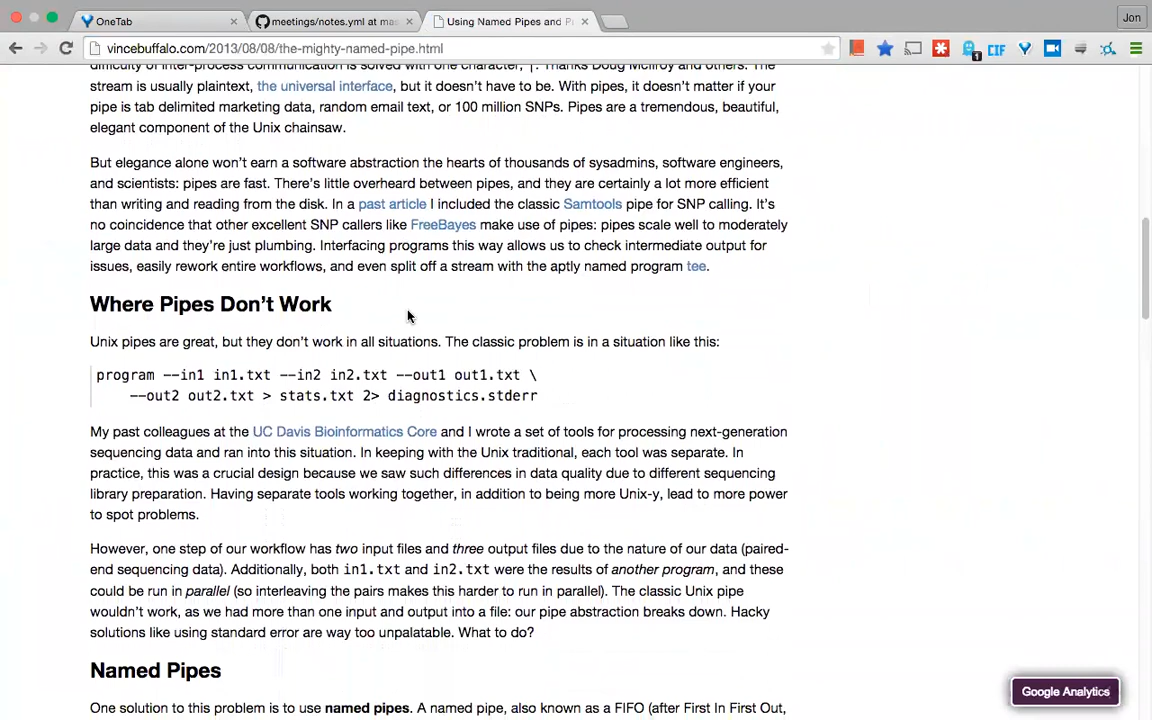 OneTab
meetings/notes.yml at mas
Using Named Pipes and P
Jon
vincebuffalo.com/2013/08/08/the-mighty-named-pipe.html
1
CIF
difficulty of inter-process communication is solved with one character, |. Thanks Doug McIlroy and others. The
stream is usually plaintext, the universal interface, but it doesn't have to be. With pipes, it doesn't matter if your
pipe is tab delimited marketing data, random email text, or 100 million SNPs. Pipes are a tremendous, beautiful,
elegant component of the Unix chainsaw.
But elegance alone won't earn a software abstraction the hearts of thousands of sysadmins, software engineers,
and scientists: pipes are fast. There's little overheard between pipes, and they are certainly a lot more efficient
than writing and reading from the disk. In a past article I included the classic Samtools pipe for SNP calling. It's
no coincidence that other excellent SNP callers like FreeBayes make use of pipes: pipes scale well to moderately
large data and they're just plumbing. Interfacing programs this way allows us to check intermediate output for
issues, easily rework entire workflows, and even split off a stream with the aptly named program tee.
Where Pipes Don't Work
Unix pipes are great, but they don't work in all situations. The classic problem is in a situation like this:
program --in1 in1.txt --in2 in2.txt --out1 out1.txt \
--out2 out2.txt > stats.txt 2> diagnostics.stderr
My past colleagues at the UC Davis Bioinformatics Core and I wrote a set of tools for processing next-generation
sequencing data and ran into this situation. In keeping with the Unix traditional, each tool was separate. In
practice, this was a crucial design because we saw such differences in data quality due to different sequencing
library preparation. Having separate tools working together, in addition to being more Unix-y, lead to more power
to spot problems.
However, one step of our workflow has two input files and three output files due to the nature of our data (paired-
end sequencing data). Additionally, both in1.txt and in2.txt were the results of another program, and these
could be run in parallel (so interleaving the pairs makes this harder to run in parallel). The classic Unix pipe
wouldn't work, as we had more than one input and output into a file: our pipe abstraction breaks down. Hacky
solutions like using standard error are way too unpalatable. What to do?
Named Pipes
One solution to this problem is to use named pipes. A named pipe, also known as a FIFO (after First In First Out,
Google Analytics